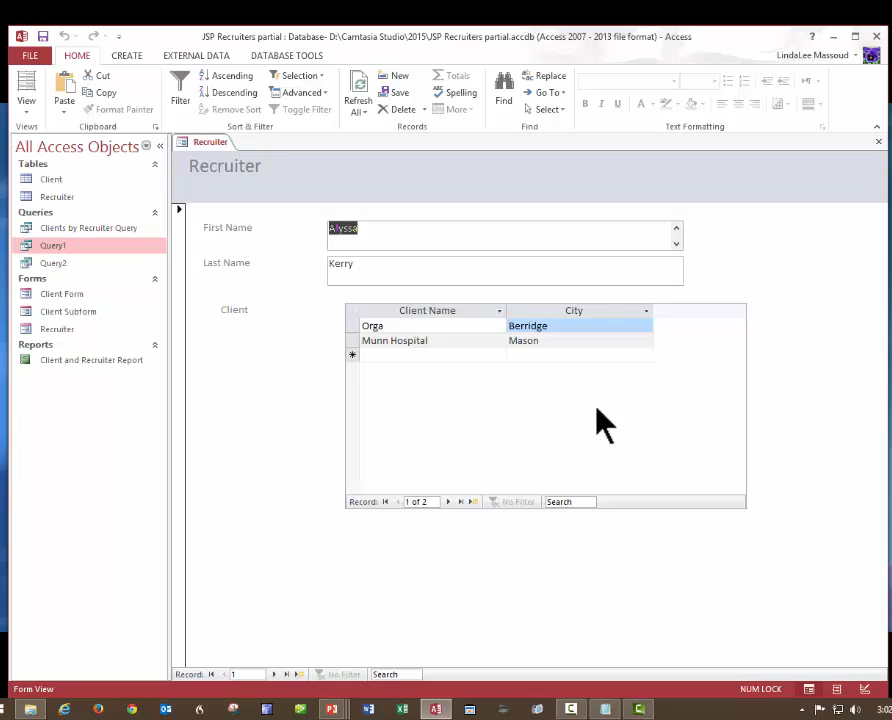 JSP Recruiters partial : Database- D:\Camtasia Studio\2015\JSP Recruiters partial.accdb (Access 2007 - 2013 file format) - Access
FILE HOME CREATE EXTERNAL DATA DATABASE TOOLS LindaLee Massoud
View
Views
Paste
Cut
Copy
Format Painter
Clipboard
Filter
Ascending
Descending
Remove Sort
Selection
Advanced
Toggle Filter
Sort & Filter
Refresh
All
New
Save
Delete
Totals
Spelling
More
Records
Find
Replace
Go To
Select
Find
B I U
Text Formatting
All Access Objects
Tables
Client
Recruiter
Queries
Clients by Recruiter Query
Query1
Query2
Forms
Client Form
Client Subform
Recruiter
Reports
Client and Recruiter Report
Recruiter
Recruiter
First Name Alyssa
Last Name Kerry
Client
Client Name City
Orga Berridge
Munn Hospital Mason
Record: 1 of 2 No Filter Search
Record: 1 No Filter Search
Form View NUM LOCK